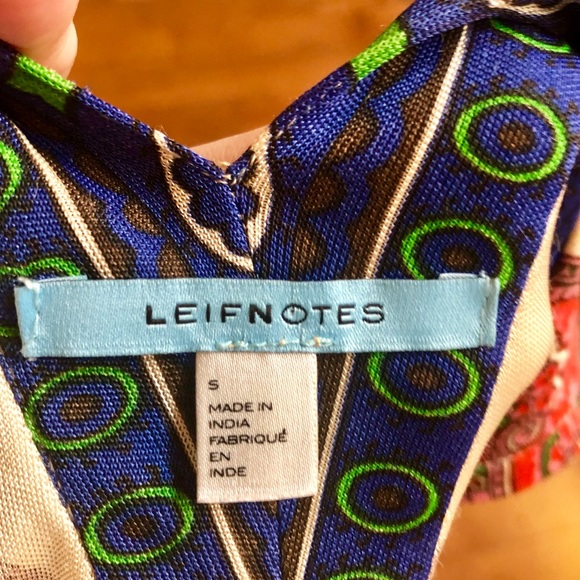 LEIFNOTES
S
MADE IN
INDIA
FABRIQUÉ
EN
INDE